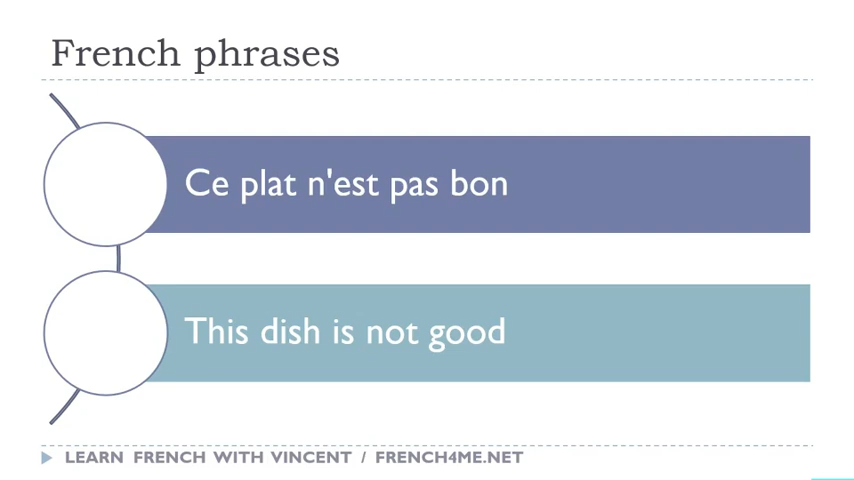 French phrases
Ce plat n'est pas bon
This dish is not good
LEARN FRENCH WITH VINCENT / FRENCH4ME.NET